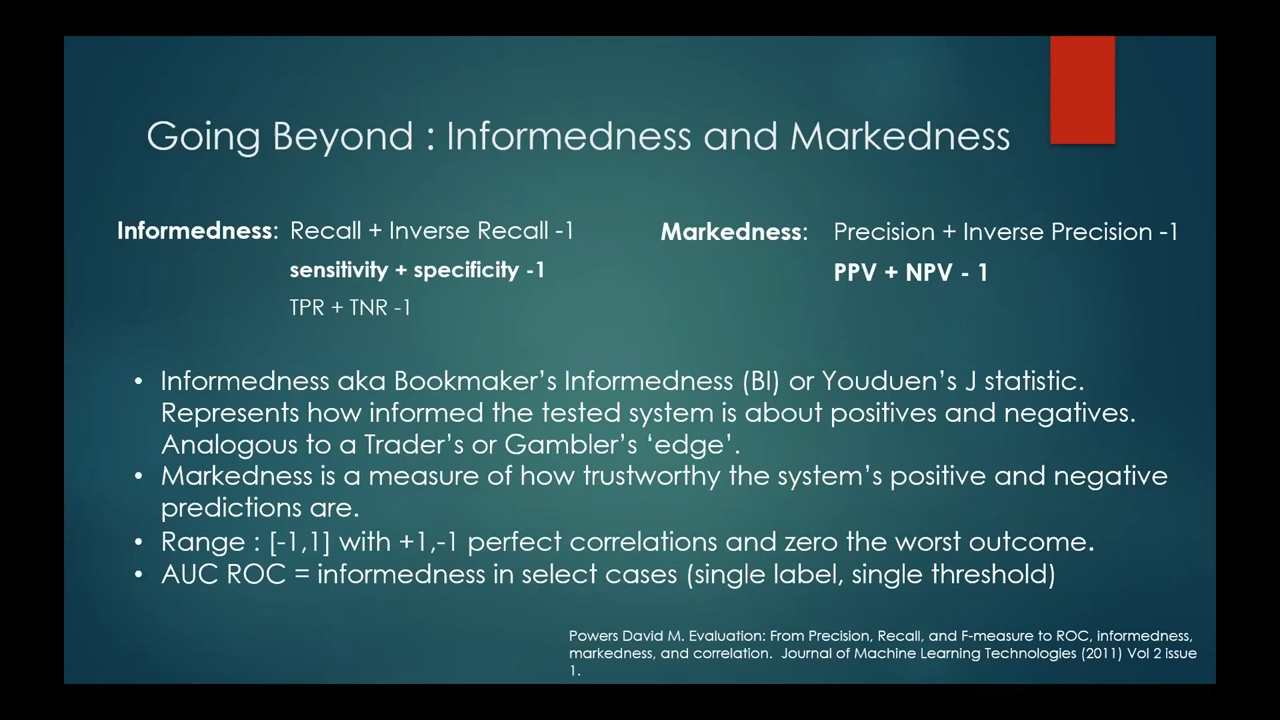 Going Beyond : Informedness and Markedness
Informedness: Recall + Inverse Recall -1
sensitivity + specificity -1
TPR + TNR -1
Markedness: Precision + Inverse Precision -1
PPV + NPV - 1
• Informedness aka Bookmaker’s Informedness (BI) or Youduen’s J statistic.
Represents how informed the tested system is about positives and negatives.
Analogous to a Trader’s or Gambler’s ‘edge’.
• Markedness is a measure of how trustworthy the system’s positive and negative
predictions are.
• Range : [-1,1] with +1,-1 perfect correlations and zero the worst outcome.
• AUC ROC = informedness in select cases (single label, single threshold)
Powers David M. Evaluation: From Precision, Recall, and F-measure to ROC, informedness,
markedness, and correlation. Journal of Machine Learning Technologies (2011) Vol 2 issue
1.